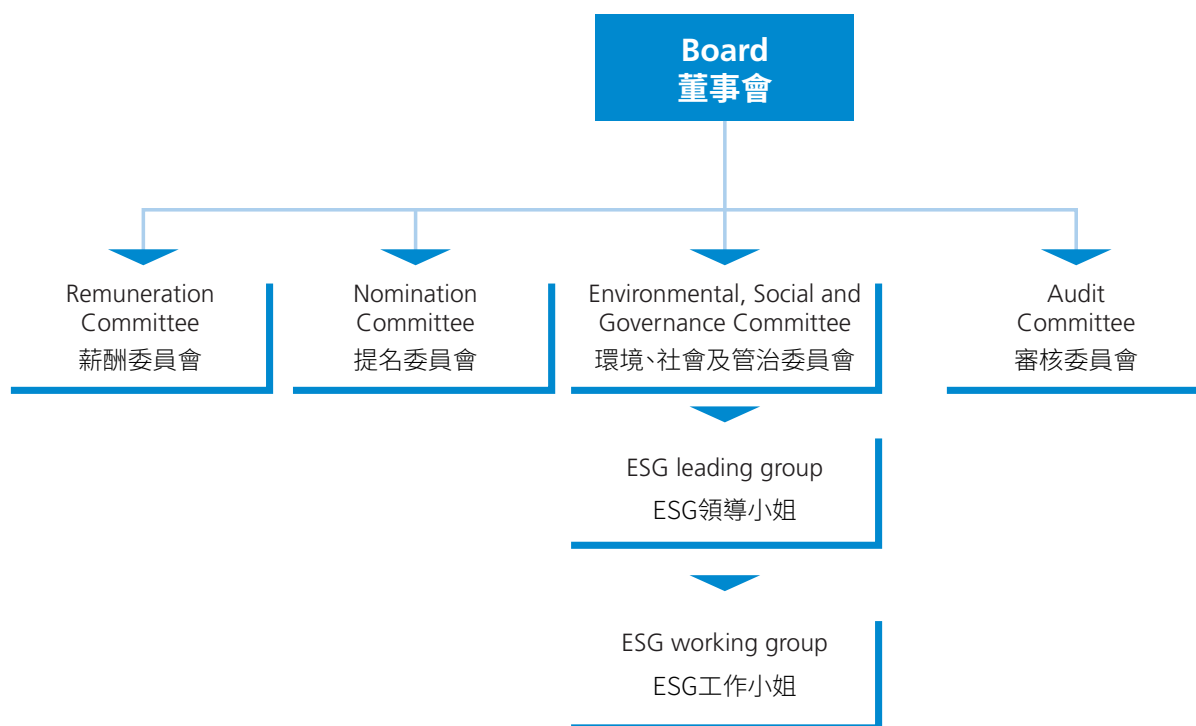 Board
董事會
Remuneration
Committee
薪酬委員會
Nomination
Committee
提名委員會
Environmental, Social and
Governance Committee
環境、社會及管治委員會
Audit
Committee
審核委員會
ESG leading group
ESG領導小姐
ESG working group
ESG工作小姐